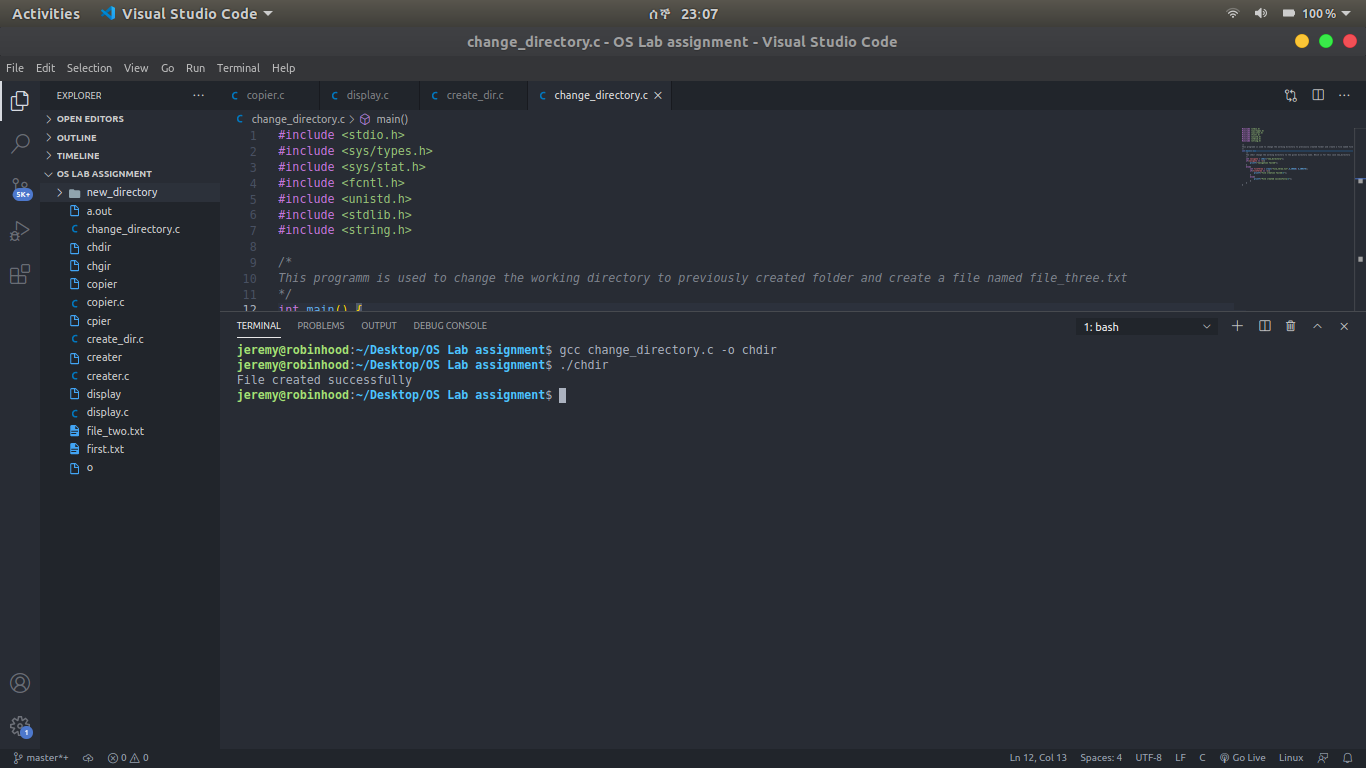 Activities Visual Studio Code ሰኞ 23:07 100 %
change_directory.c - OS Lab assignment - Visual Studio Code
File Edit Selection View Go Run Terminal Help
EXPLORER ···
OPEN EDITORS
OUTLINE
TIMELINE
OS LAB ASSIGNMENT
new_directory
a.out
C change_directory.c
chdir
chgir
copier
C copier.c
cpier
C create_dir.c
creater
C creater.c
display
C display.c
file_two.txt
first.txt
o
5K+
1
C copier.c C display.c C create_dir.c C change_directory.c ×
C change_directory.c > main()
1 #include <stdio.h>
2 #include <sys/types.h>
3 #include <sys/stat.h>
4 #include <fcntl.h>
5 #include <unistd.h>
6 #include <stdlib.h>
7 #include <string.h>
8
9 /*
10 This programm is used to change the working directory to previously created folder and create a file named file_three.txt
11 */
12 int main() {
TERMINAL PROBLEMS OUTPUT DEBUG CONSOLE 1: bash
jeremy@robinhood:~/Desktop/OS Lab assignment$ gcc change_directory.c -o chdir
jeremy@robinhood:~/Desktop/OS Lab assignment$ ./chdir
File created successfully
jeremy@robinhood:~/Desktop/OS Lab assignment$
master*+ 0 0 Ln 12, Col 13 Spaces: 4 UTF-8 LF C Go Live Linux